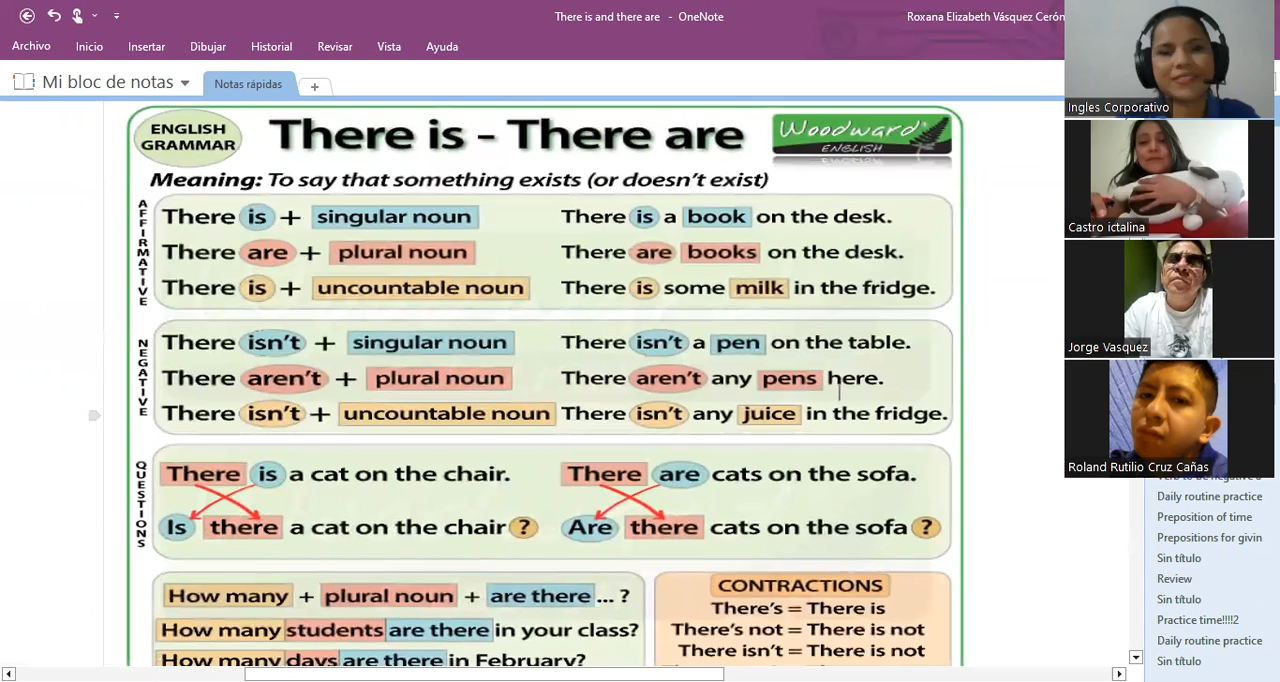 There is and there are - OneNote
Roxana Elizabeth Vásquez Cerón
Archivo Inicio Insertar Dibujar Historial Revisar Vista Ayuda
Mi bloc de notas
Notas rápidas
+
ENGLISH GRAMMAR
There is - There are
Woodward®
ENGLISH
Meaning: To say that something exists (or doesn't exist)
AFFIRMATIVE
There is + singular noun There is a book on the desk.
There are + plural noun There are books on the desk.
There is + uncountable noun There is some milk in the fridge.
NEGATIVE
There isn't + singular noun There isn't a pen on the table.
There aren't + plural noun There aren't any pens here.
There isn't + uncountable noun There isn't any juice in the fridge.
QUESTIONS
There is a cat on the chair. There are cats on the sofa.
Is there a cat on the chair ? Are there cats on the sofa ?
How many + plural noun + are there ... ?
How many students are there in your class?
How many days are there in February?
CONTRACTIONS
There's = There is
There's not = There is not
There isn't = There is not
Ingles Corporativo
Castro ictalina
Jorge Vasquez
Roland Rutilio Cruz Cañas
Daily routine practice
Preposition of time
Prepositions for givin
Sin título
Review
Sin título
Practice time!!!!2
Daily routine practice
Sin título